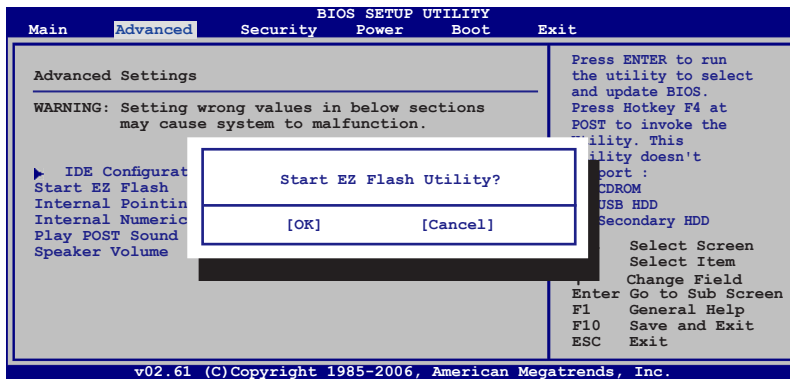 BIOS SETUP UTILITY
Main Advanced Security Power Boot Exit
Advanced Settings
WARNING: Setting wrong values in below sections
may cause system to malfunction.
IDE Configurat
Start EZ Flash
Internal Pointin
Internal Numeric
Play POST Sound
Speaker Volume
Start EZ Flash Utility?
[OK] [Cancel]
Press ENTER to run
the utility to select
and update BIOS.
Press Hotkey F4 at
POST to invoke the
Utility. This
doesn't
:
CDROM
USB HDD
Secondary HDD
Select Screen
Select Item
Change Field
Enter Go to Sub Screen
F1 General Help
F10 Save and Exit
ESC Exit
v02.61 (C)Copyright 1985-2006, American Megatrends, Inc.